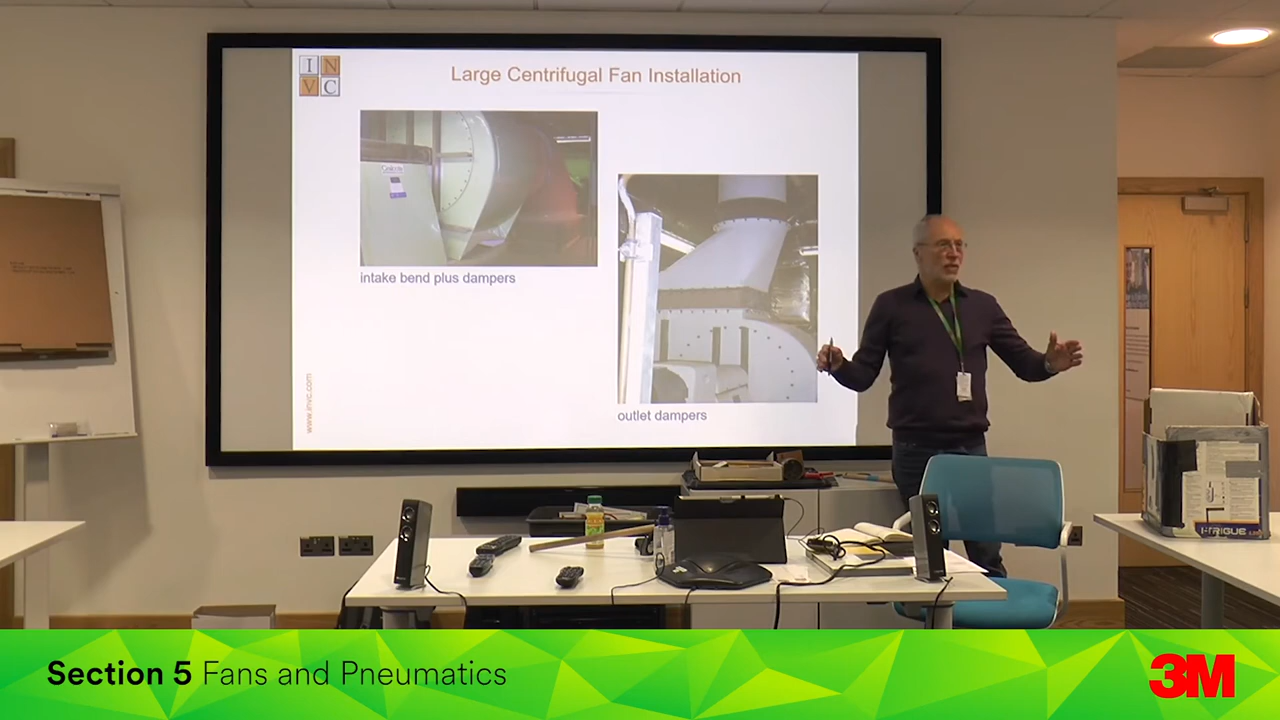 I N
V C
Large Centrifugal Fan Installation
intake bend plus dampers
outlet dampers
www.invc.com
I-TRIGUE
Section 5 Fans and Pneumatics
3M